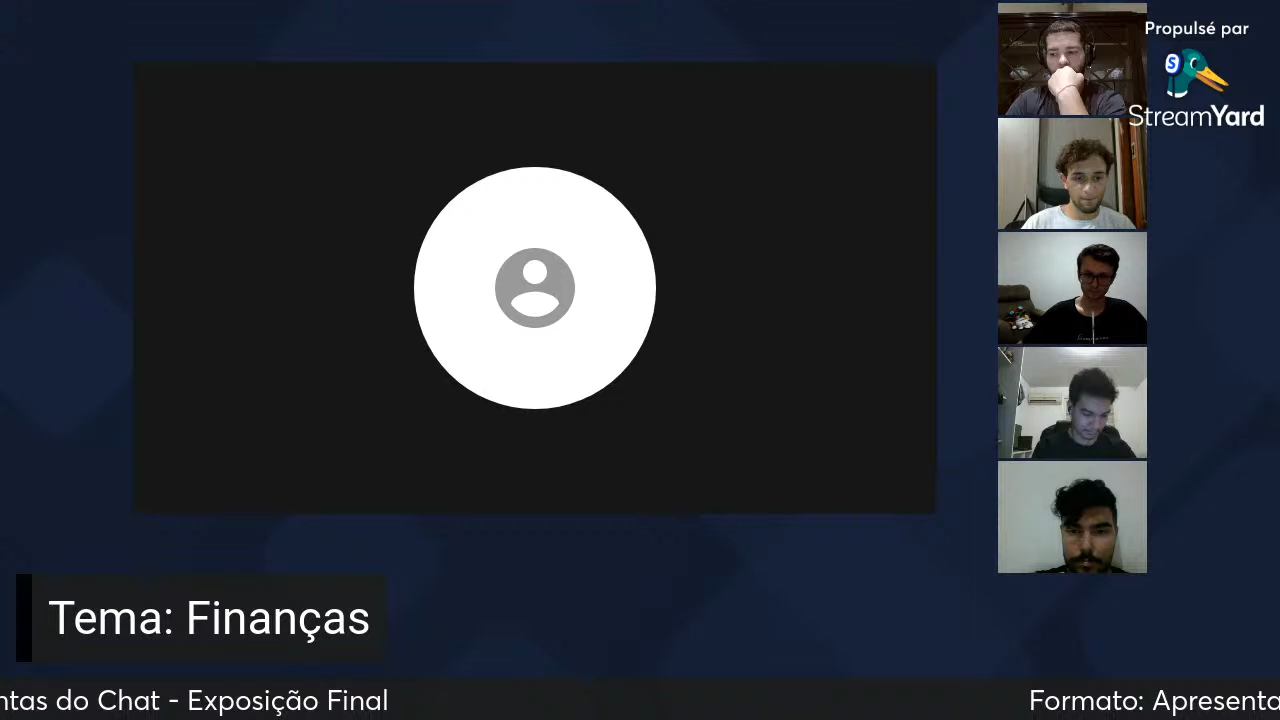 Propulsé par
StreamYard
Tema: Finanças
ntas do Chat - Exposição Final
Formato: Apresenta